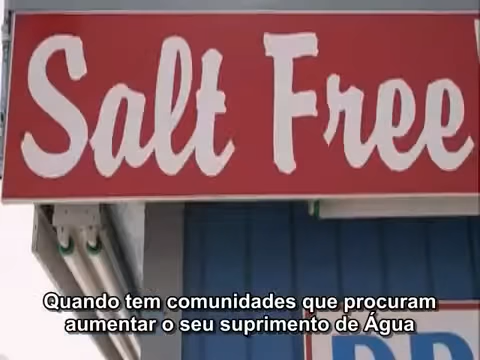 Salt Free
Quando tem comunidades que procuram
aumentar o seu suprimento de Água